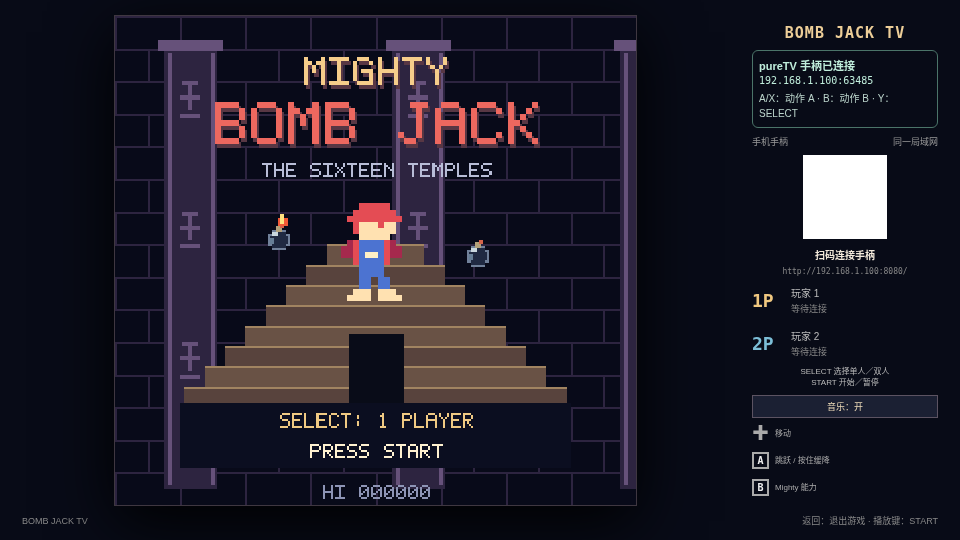 MIGHTY
BOMB JACK
THE SIXTEEN TEMPLES
SELECT: 1 PLAYER
PRESS START
HI 000000
BOMB JACK TV
BOMB JACK TV
pureTV 手柄已连接
192.168.1.100:63485
A/X：动作 A · B：动作 B · Y：
SELECT
手机手柄 同一局域网
扫码连接手柄
http://192.168.1.100:8080/
1P 玩家 1
等待连接
2P 玩家 2
等待连接
SELECT 选择单人／双人
START 开始／暂停
音乐：开
移动
A 跳跃 / 按住缓降
B Mighty 能力
返回：退出游戏 · 播放键：START